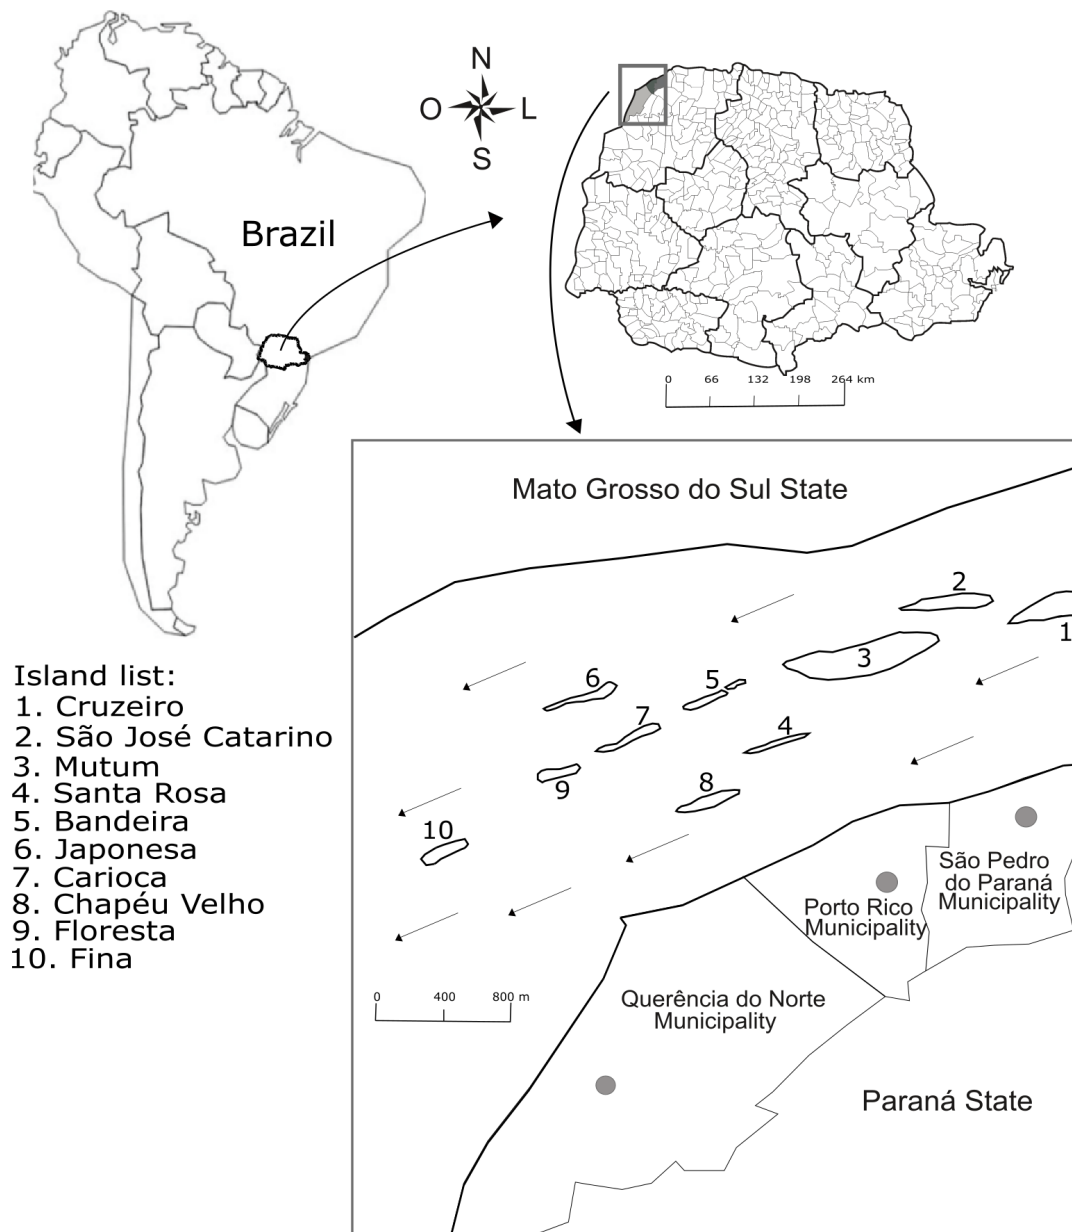 N
O
L
S
Brazil
0 66 132 198 264 km
Mato Grosso do Sul State
2
1
3
6
5
7
4
9
8
10
Island list:
1. Cruzeiro
2. São José Catarino
3. Mutum
4. Santa Rosa
5. Bandeira
6. Japonesa
7. Carioca
8. Chapéu Velho
9. Floresta
10. Fina
São Pedro
do Paraná
Municipality
Porto Rico
Municipality
Querência do Norte
Municipality
0 400 800 m
Paraná State